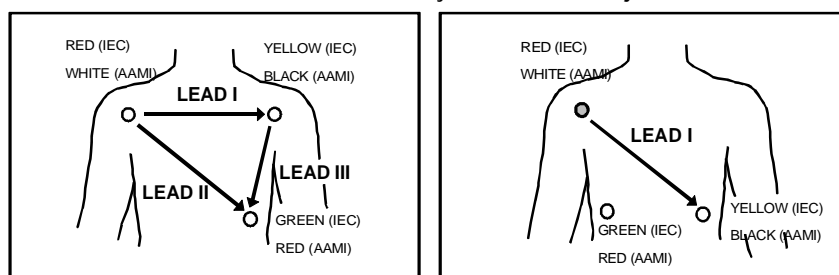 RED (IEC)
WHITE (AAMI)
YELLOW (IEC)
BLACK (AAMI)
LEAD I
LEAD II
LEAD III
GREEN (IEC)
RED (AAMI)
RED (IEC)
WHITE (AAMI)
LEAD I
GREEN (IEC)
RED (AAMI)
YELLOW (IEC)
BLACK (AAMI)